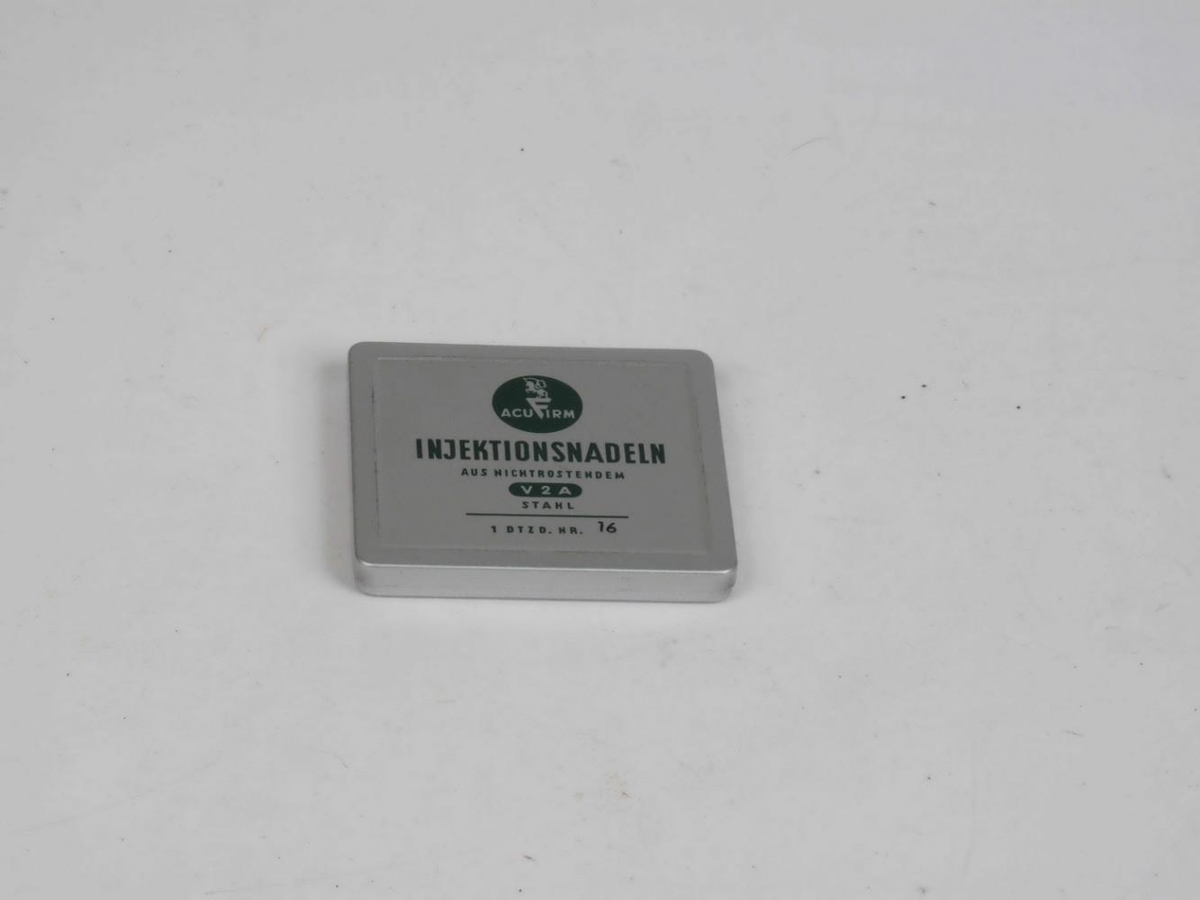 ACUFIRM
INJEKTIONSNADELN
AUS NICHTROSTENDEM
V2A
STAHL
1 DTZD. NR. 16